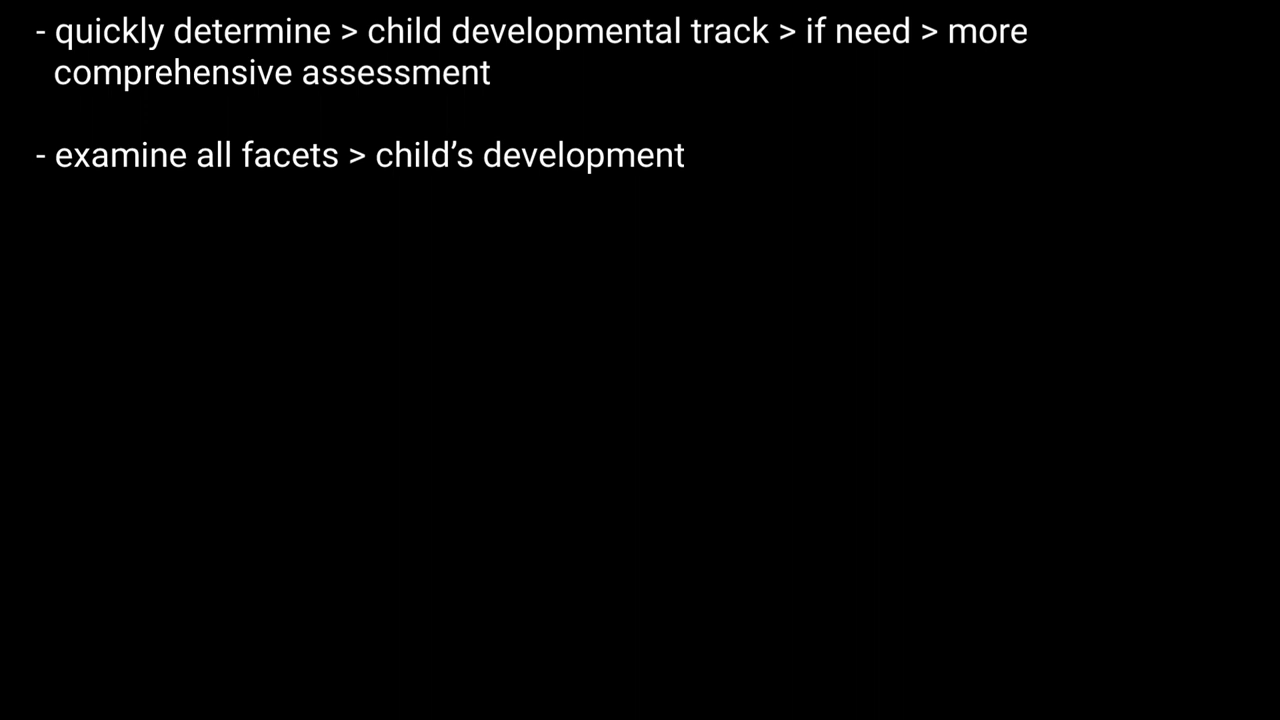 - quickly determine > child developmental track > if need > more
comprehensive assessment
- examine all facets > child’s development